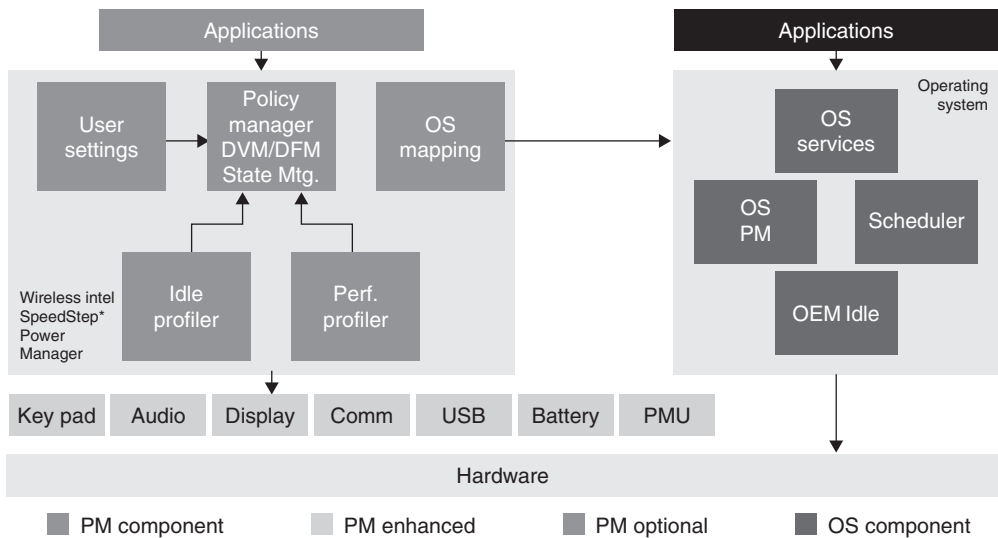 Applications
Applications
Operating
system
User
settings
Policy
manager
DVM/DFM
State Mtg.
OS
mapping
OS
services
OS
PM
Scheduler
Idle
profiler
Perf.
profiler
OEM Idle
Wireless intel
SpeedStep*
Power
Manager
Key pad
Audio
Display
Comm
USB
Battery
PMU
Hardware
PM component
PM enhanced
PM optional
OS component